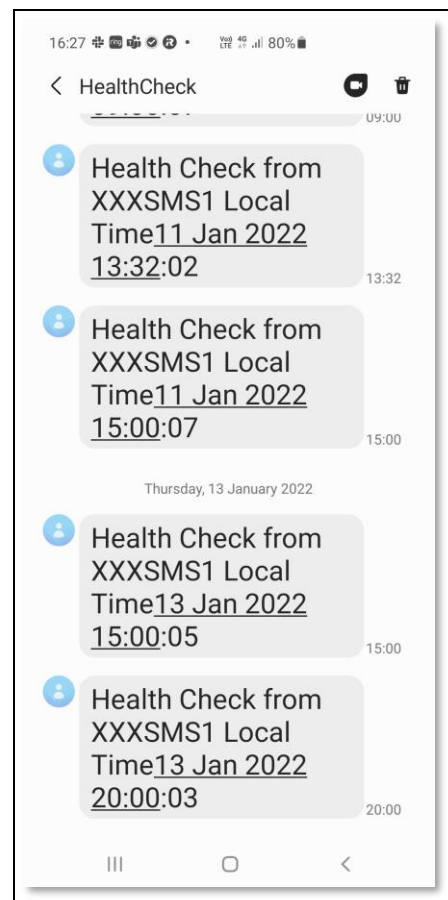 16:27 80%
HealthCheck
09:00
Health Check from
XXXSMS1 Local
Time11 Jan 2022
13:32:02
13:32
Health Check from
XXXSMS1 Local
Time11 Jan 2022
15:00:07
15:00
Thursday, 13 January 2022
Health Check from
XXXSMS1 Local
Time13 Jan 2022
15:00:05
15:00
Health Check from
XXXSMS1 Local
Time13 Jan 2022
20:00:03
20:00